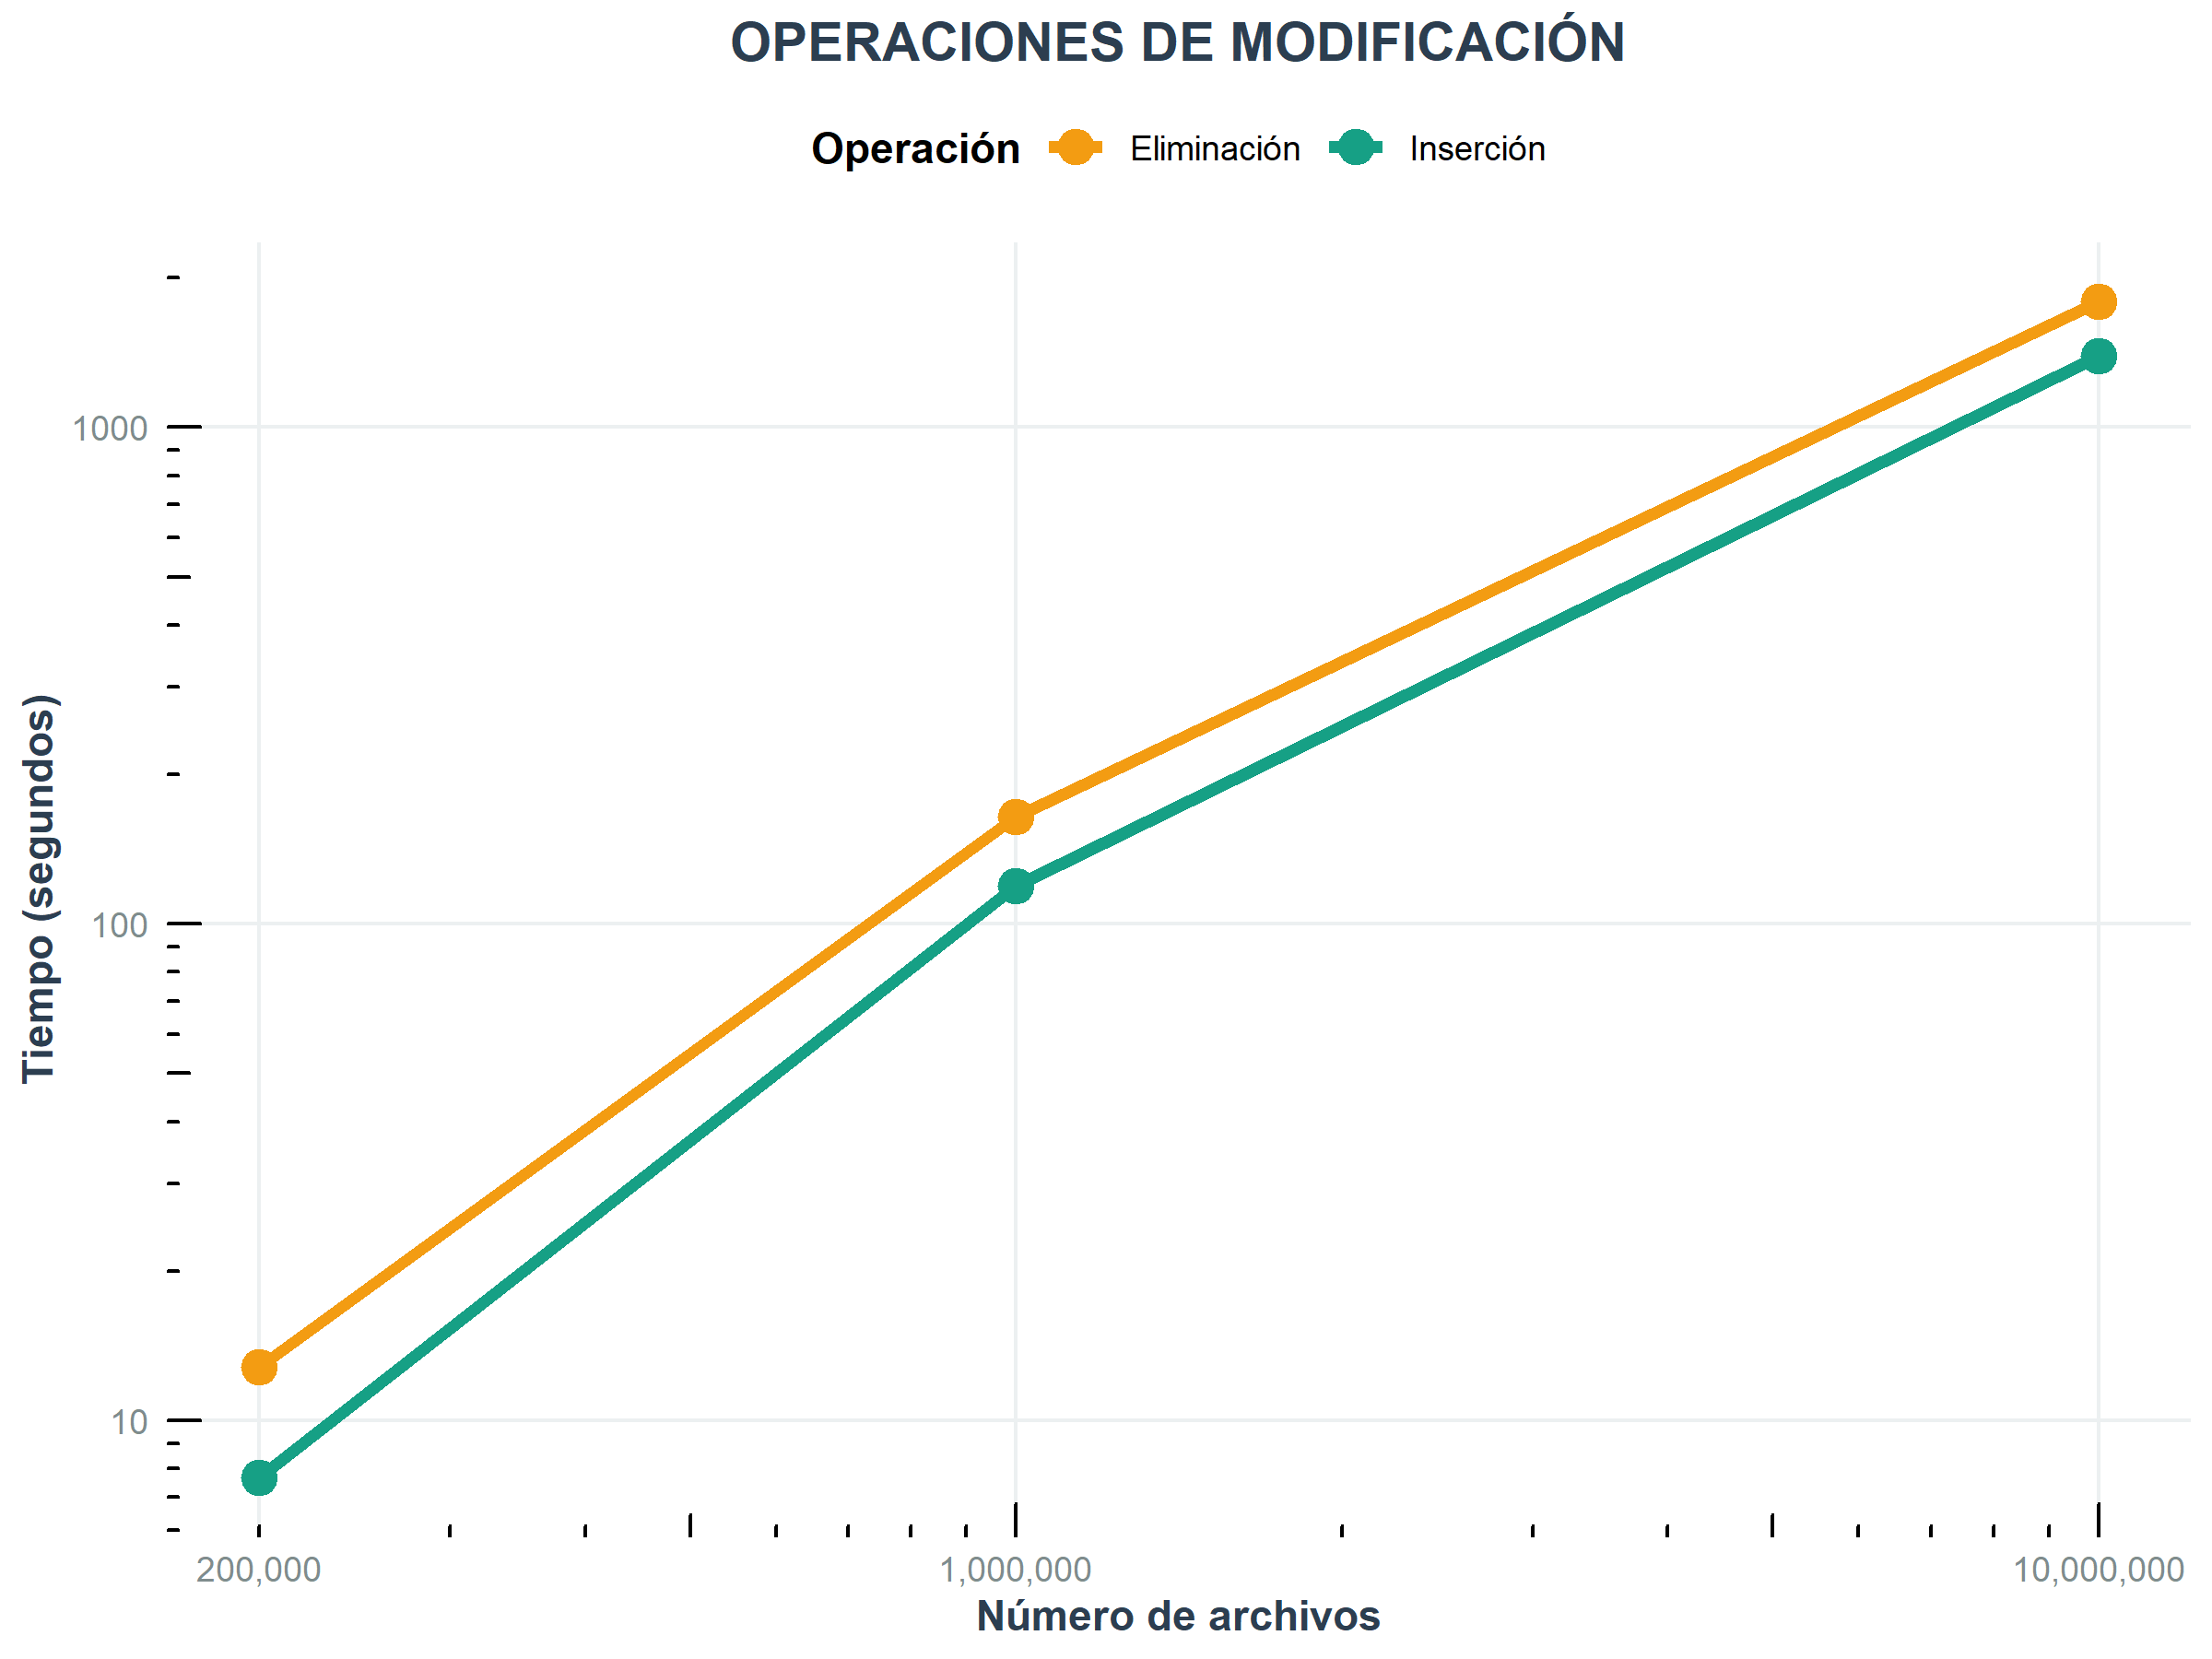 OPERACIONES DE MODIFICACIÓN
Operación Eliminación Inserción
1000
100
10
Tiempo (segundos)
200,000 1,000,000 10,000,000
Número de archivos